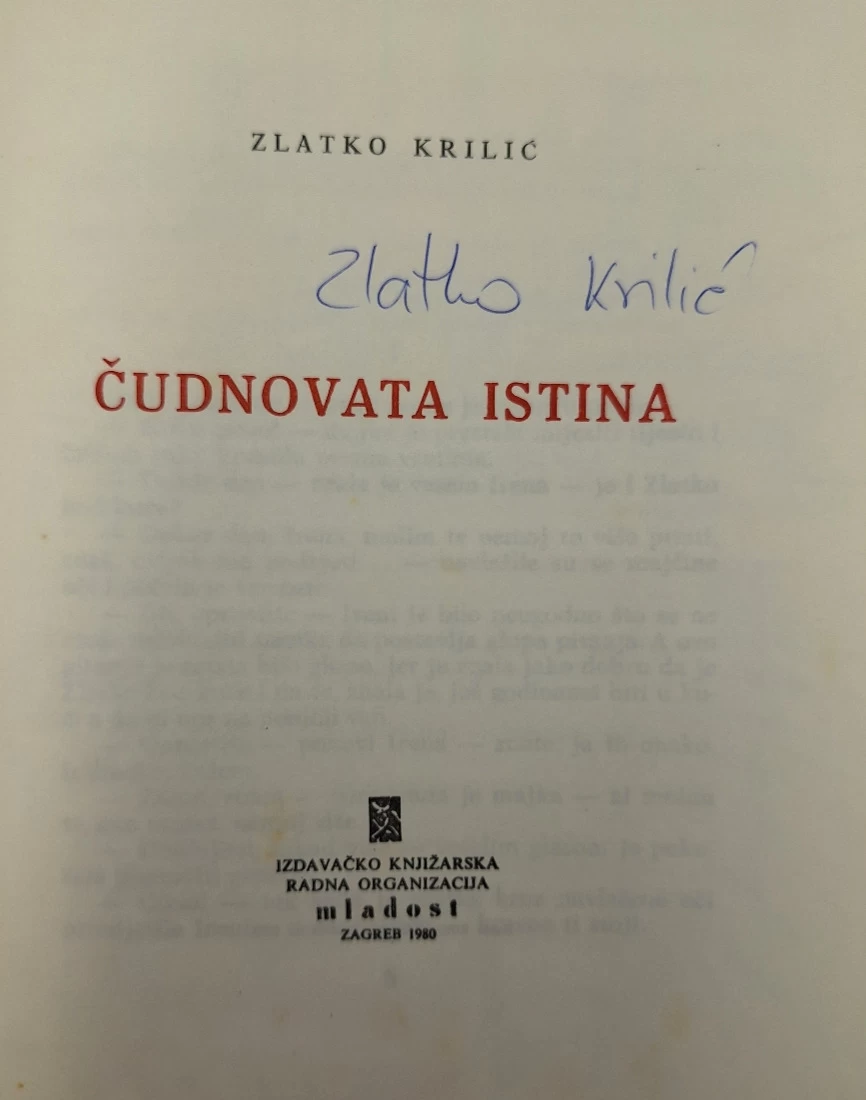 ZLATKO KRILIĆ
Zlatko Krilić
ČUDNOVATA ISTINA
IZDAVAČKO KNJIŽARSKA
RADNA ORGANIZACIJA
mladost
ZAGREB 1980